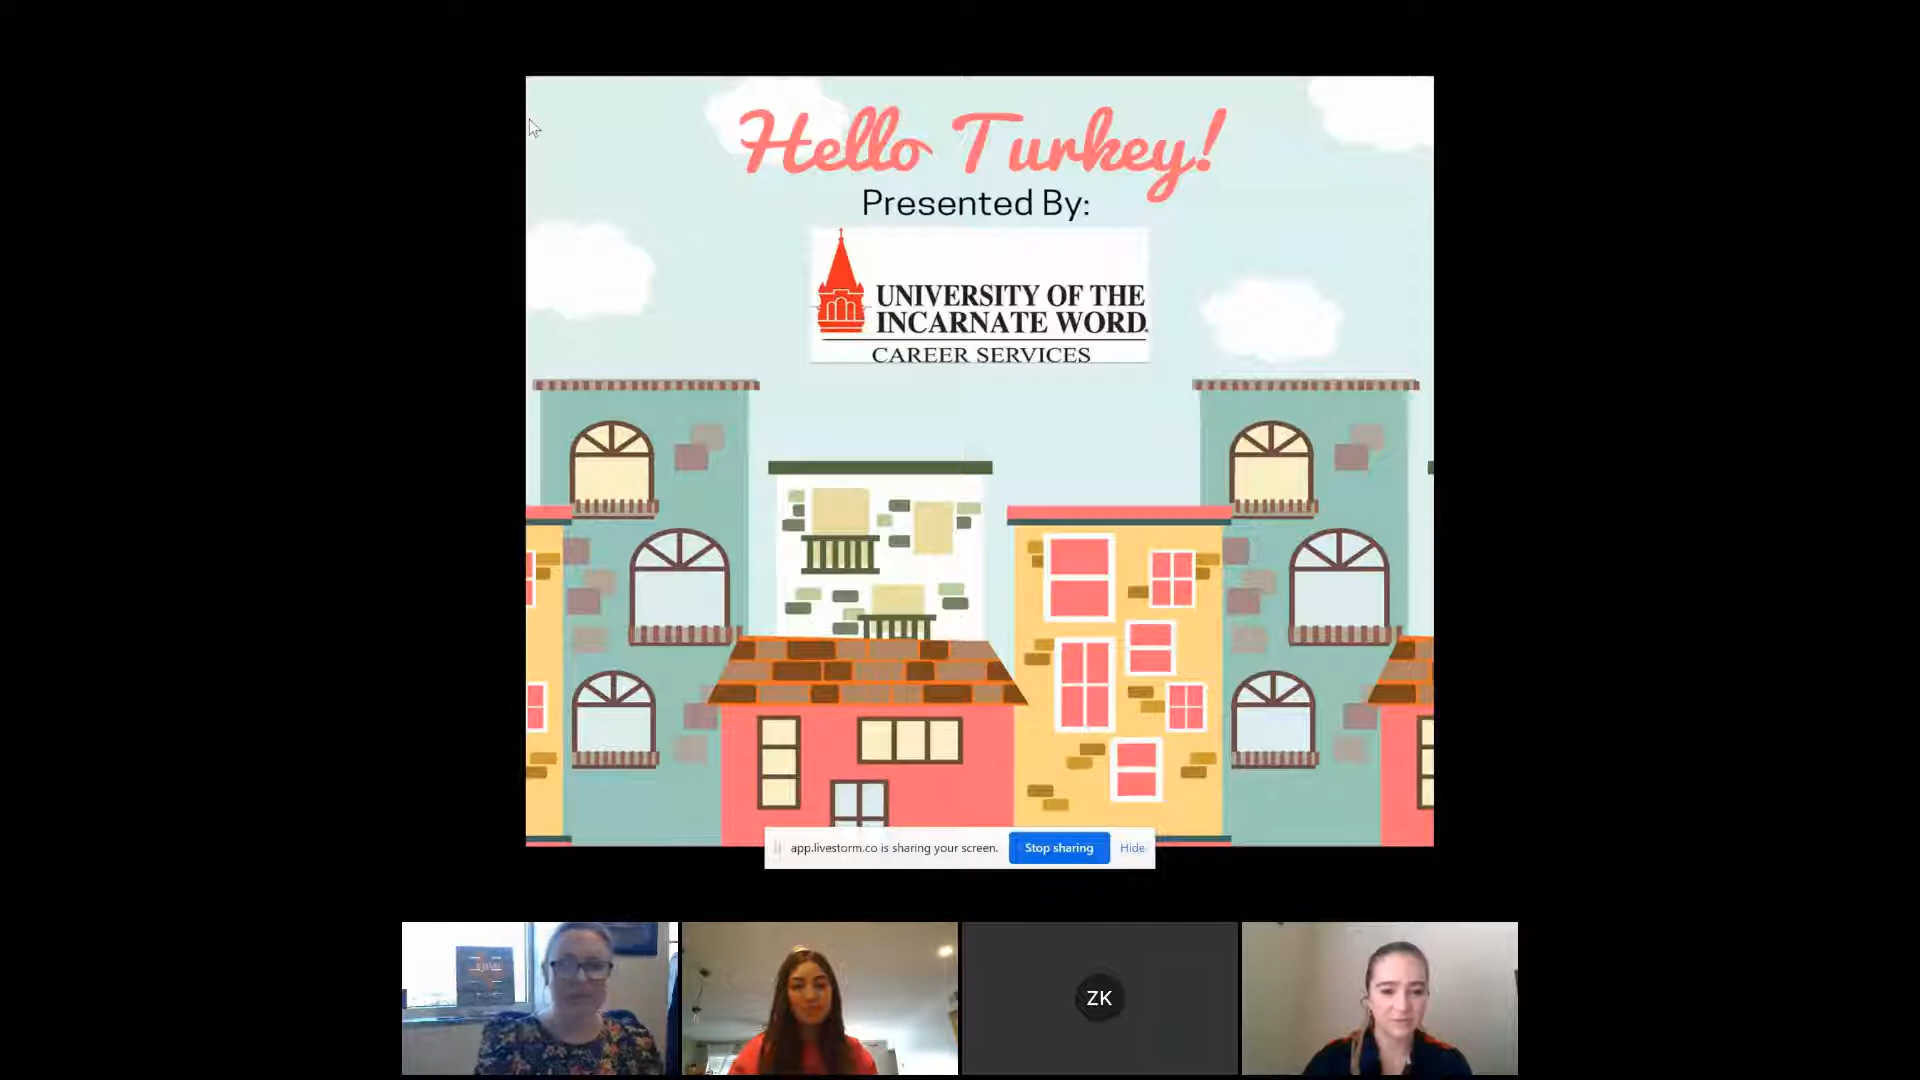 Hello Turkey!
Presented By:
UNIVERSITY OF THE
INCARNATE WORD
CAREER SERVICES
app.livestorm.co is sharing your screen.
Stop sharing
Hide
ZK